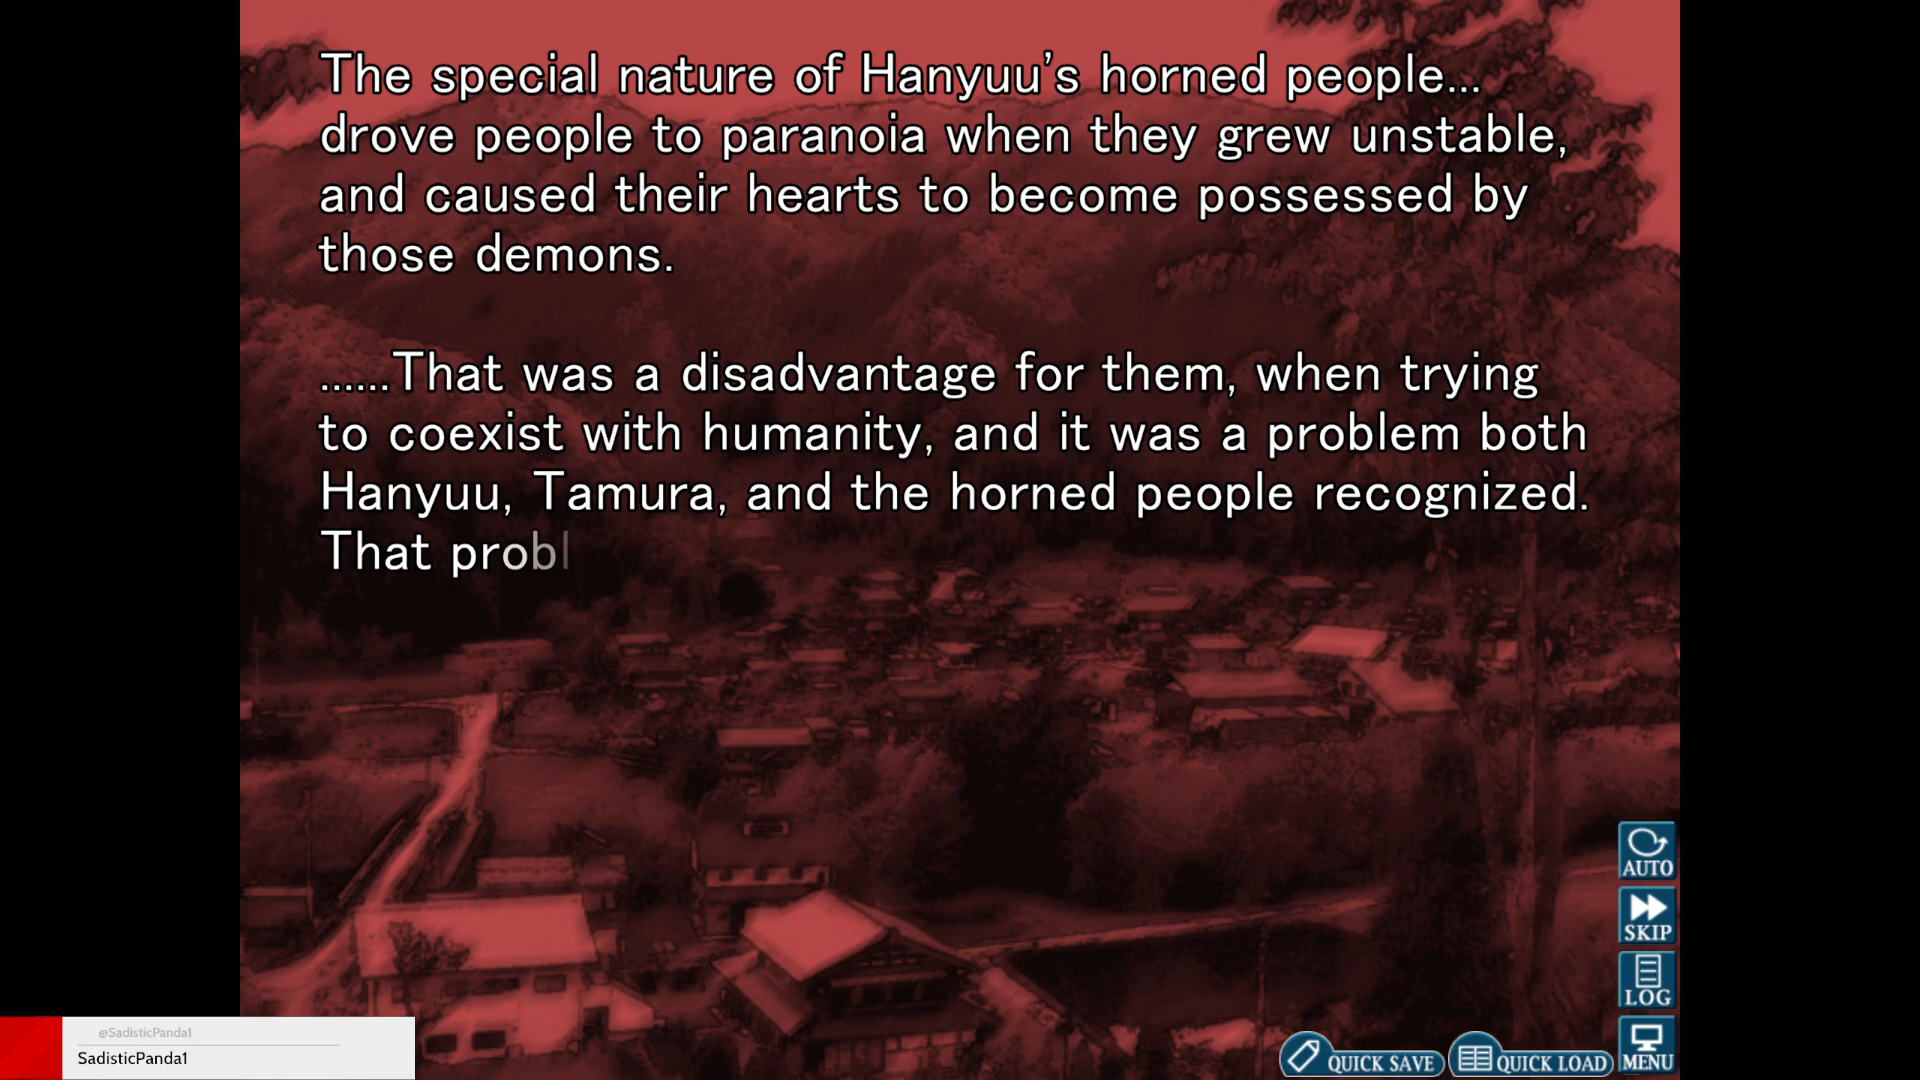 The special nature of Hanyuu's horned people...
drove people to paranoia when they grew unstable,
and caused their hearts to become possessed by
those demons.
......That was a disadvantage for them, when trying
to coexist with humanity, and it was a problem both
Hanyuu, Tamura, and the horned people recognized.
That probl
AUTO
SKIP
LOG
MENU
QUICK SAVE
QUICK LOAD
@SadisticPanda1
SadisticPanda1